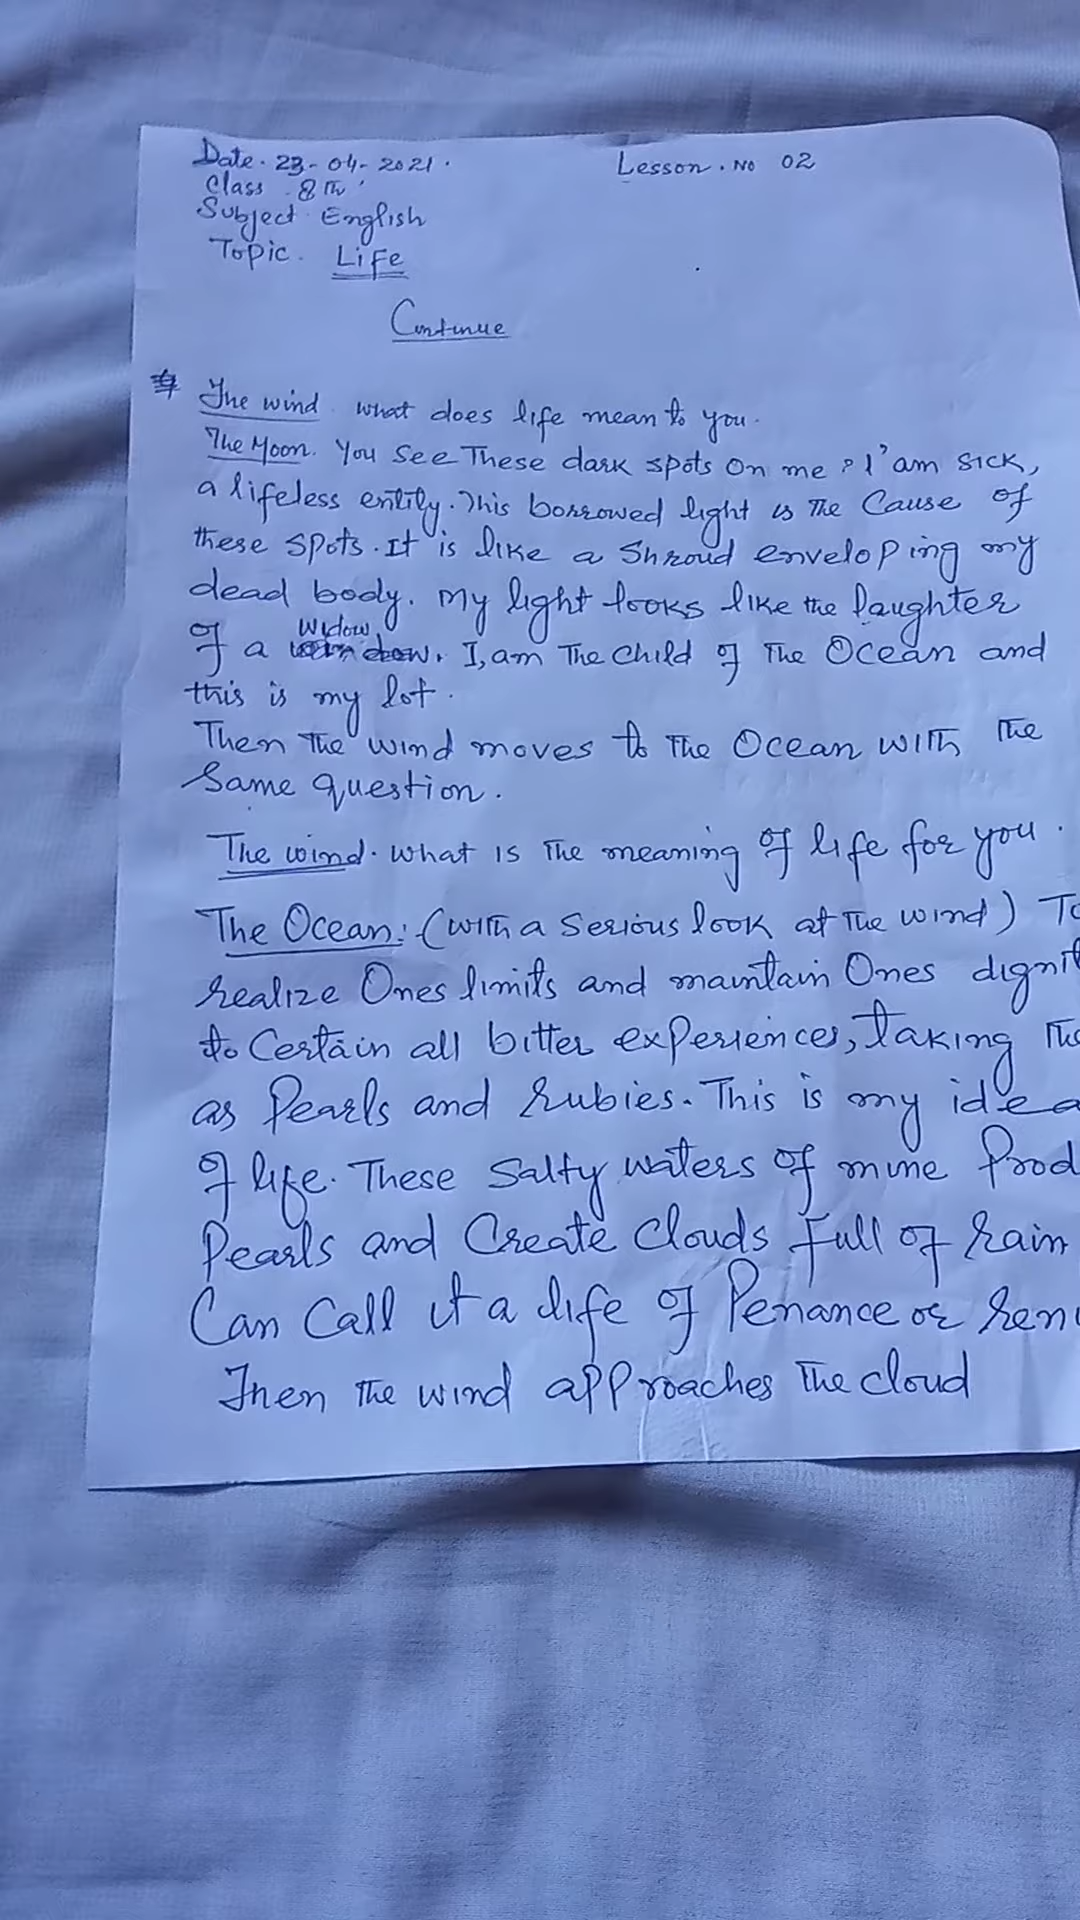 Date. 23-04-2021.
Lesson. No 02
Class 8th
Subject English
Topic. Life
Continue
The wind. what does life mean to you.
The Moon. You see These dark spots on me? I'am sick,
a lifeless entity. This borrowed light is The Cause of
these spots. It is like a Shroud enveloping my
dead body. My light looks like the laughter
of a Widow. I, am The Child of The Ocean and
this is my lot.
Then The wind moves to The Ocean with The
Same question.
The wind. what is The meaning of life for you.
The Ocean: (with a serious look at The wind) To
realize Ones limits and maintain Ones
to Certain all bitter experiences, taking
as Pearls and rubies. This is my idea
of life. These salty waters of mine
Pearls and Create Clouds full of rain
Can Call it a life of Penance or
Then The wind approaches The cloud